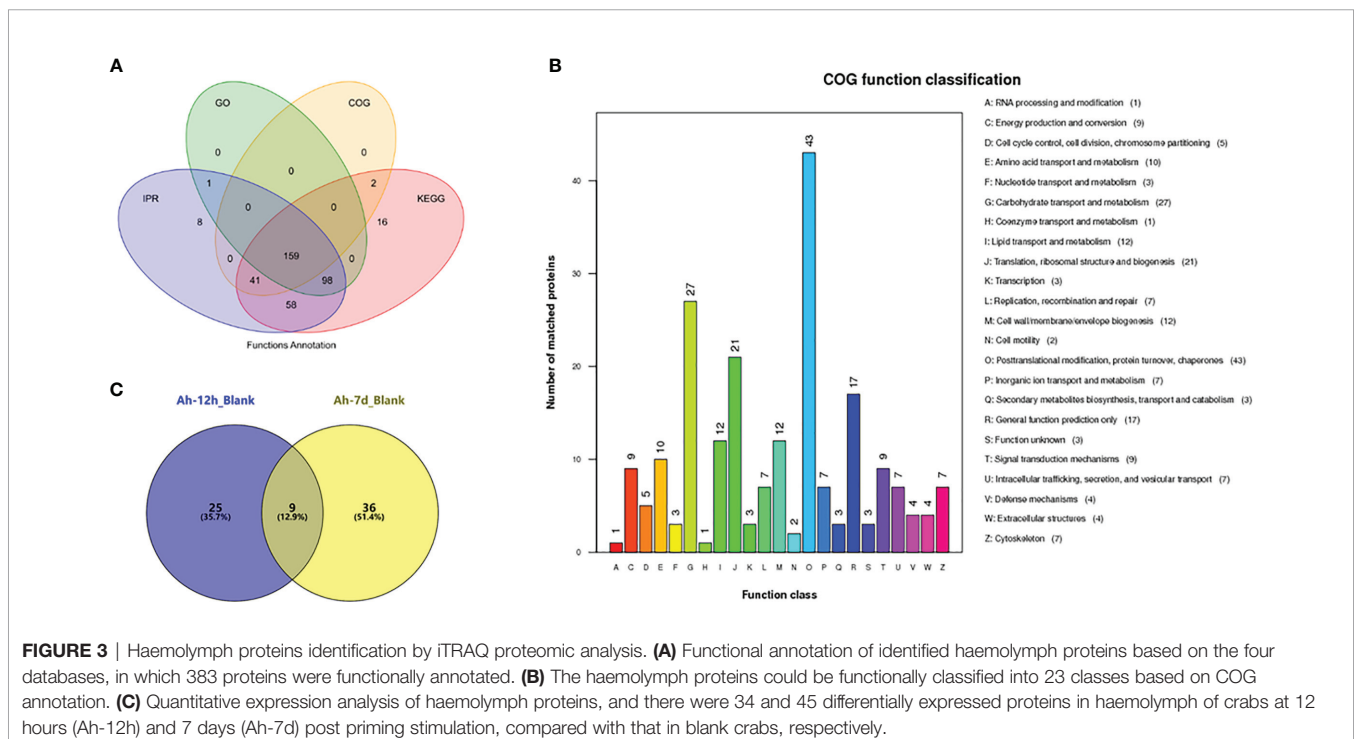 A
GO
COG
0
0
0
1
2
IPR
KEGG
0
0
8
16
159
0
0
41
98
58
Functions Annotation
B
COG function classification
Number of matched proteins
0
10
20
30
40
1
9
5
10
3
27
1
12
21
3
7
12
2
43
7
3
17
3
9
7
4
4
7
A C D E F G H I J K L M N O P Q R S T U V W Z
Function class
A: RNA processing and modification (1)
C: Energy production and conversion (9)
D: Cell cycle control, cell division, chromosome partitioning (5)
E: Amino acid transport and metabolism (10)
F: Nucleotide transport and metabolism (3)
G: Carbohydrate transport and metabolism (27)
H: Coenzyme transport and metabolism (1)
I: Lipid transport and metabolism (12)
J: Translation, ribosomal structure and biogenesis (21)
K: Transcription (3)
L: Replication, recombination and repair (7)
M: Cell wall/membrane/envelope biogenesis (12)
N: Cell motility (2)
O: Posttranslational modification, protein turnover, chaperones (43)
P: Inorganic ion transport and metabolism (7)
Q: Secondary metabolites biosynthesis, transport and catabolism (3)
R: General function prediction only (17)
S: Function unknown (3)
T: Signal transduction mechanisms (9)
U: Intracellular trafficking, secretion, and vesicular transport (7)
V: Defense mechanisms (4)
W: Extracellular structures (4)
Z: Cytoskeleton (7)
C
Ah-12h_Blank
Ah-7d_Blank
25
(35.7%)
9
(12.9%)
36
(51.4%)
FIGURE 3 | Haemolymph proteins identification by iTRAQ proteomic analysis. (A) Functional annotation of identified haemolymph proteins based on the four
databases, in which 383 proteins were functionally annotated. (B) The haemolymph proteins could be functionally classified into 23 classes based on COG
annotation. (C) Quantitative expression analysis of haemolymph proteins, and there were 34 and 45 differentially expressed proteins in haemolymph of crabs at 12
hours (Ah-12h) and 7 days (Ah-7d) post priming stimulation, compared with that in blank crabs, respectively.